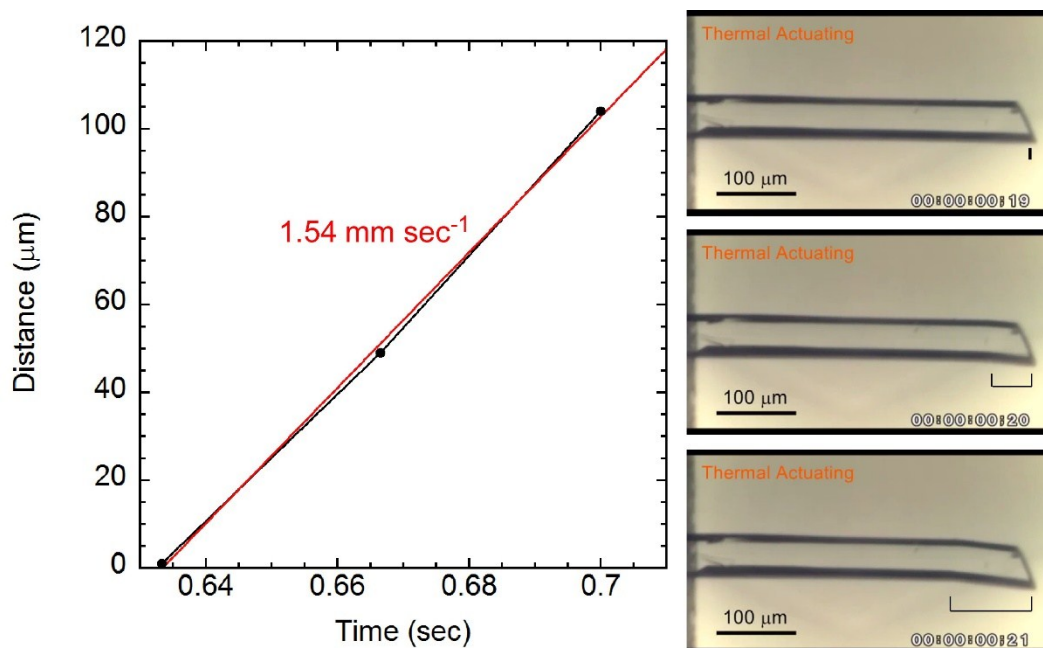 120
100
80
60
40
20
0
0.64 0.66 0.68 0.7
Distance (μm)
Time (sec)
1.54 mm sec⁻¹
Thermal Actuating
100 μm
00:00:00;19
Thermal Actuating
100 μm
00:00:00;20
Thermal Actuating
100 μm
00:00:00;21